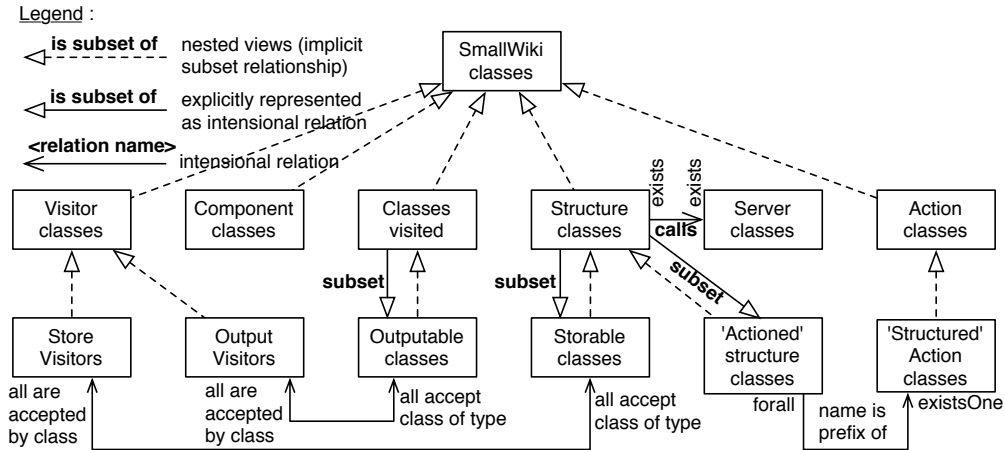 Legend :
is subset of
nested views (implicit
subset relationship)
is subset of
explicitly represented
as intensional relation
<relation name>
intensional relation
SmallWiki
classes
Visitor
classes
Component
classes
Classes
visited
Structure
classes
exists
exists
calls
Server
classes
Action
classes
subset
subset
subset
Store
Visitors
Output
Visitors
Outputable
classes
Storable
classes
'Actioned'
structure
classes
'Structured'
Action
classes
all are
accepted
by class
all are
accepted
by class
all accept
class of type
all accept
class of type
forall
name is
prefix of
existsOne